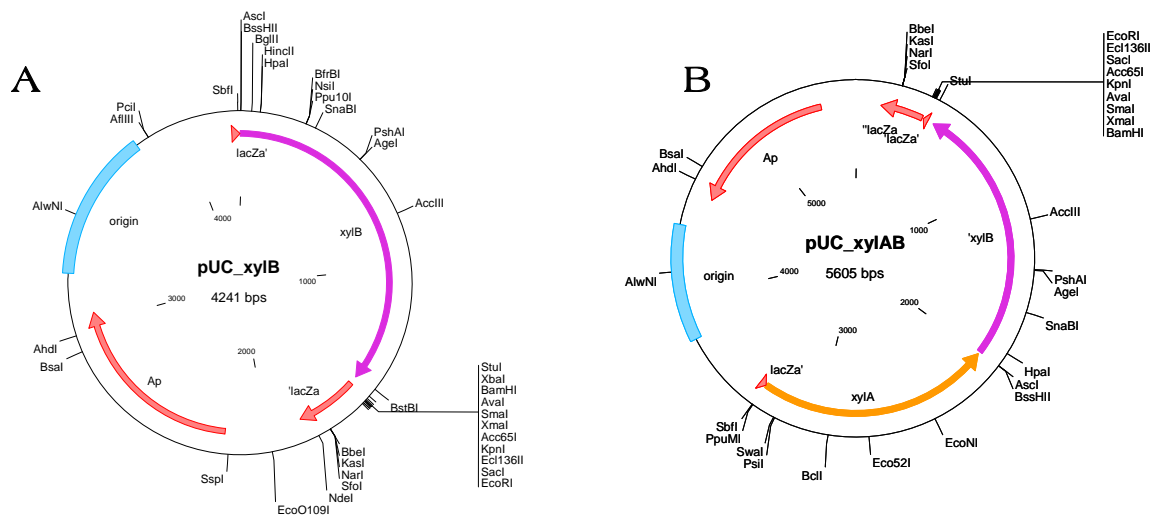 A
AscI
BssHII
BglII
HincII
HpaI
SbfI
BfrBI
NsiI
Ppu10I
SnaBI
PshAI
AgeI
AccIII
PciI
AflIII
AlwNI
origin
lacZa'
xylB
4000
1000
3000
2000
pUC_xylB
4241 bps
AhdI
BsaI
Ap
'lacZa
BstBI
StuI
XbaI
BamHI
AvaI
SmaI
XmaI
Acc65I
KpnI
Ecl136II
SacI
EcoRI
BbeI
KasI
NarI
SfoI
NdeI
EcoO109I
SspI
B
BbeI
KasI
NarI
SfoI
StuI
EcoRI
Ecl136II
SacI
Acc65I
KpnI
AvaI
SmaI
XmaI
BamHI
''lacZa
'lacZa'
BsaI
AhdI
Ap
5000
1000
AccIII
'xylB
pUC_xylAB
5605 bps
origin
AlwNI
4000
2000
3000
PshAI
AgeI
SnaBI
HpaI
AscI
BssHII
lacZa'
xylA
SbfI
PpuMI
SwaI
PsiI
BclI
Eco52I
EcoNI